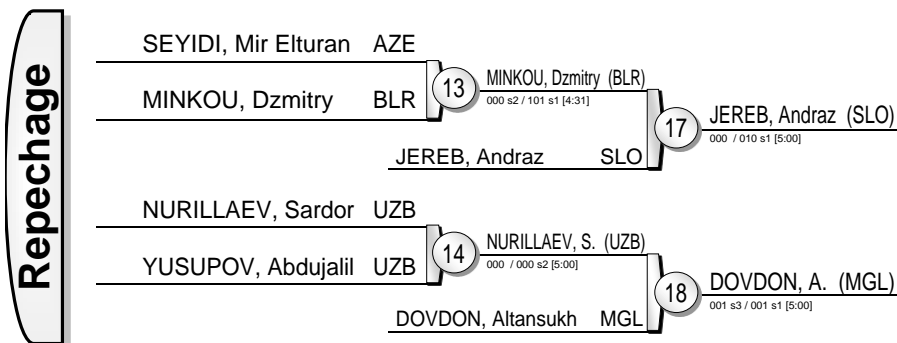 Repechage
SEYIDI, Mir Elturan AZE
MINKOU, Dzmitry BLR
13
MINKOU, Dzmitry (BLR)
000 s2 / 101 s1 [4:31]
JEREB, Andraz SLO
17
JEREB, Andraz (SLO)
000 / 010 s1 [5:00]
NURILLAEV, Sardor UZB
YUSUPOV, Abdujalil UZB
14
NURILLAEV, S. (UZB)
000 / 000 s2 [5:00]
DOVDON, Altansukh MGL
18
DOVDON, A. (MGL)
001 s3 / 001 s1 [5:00]